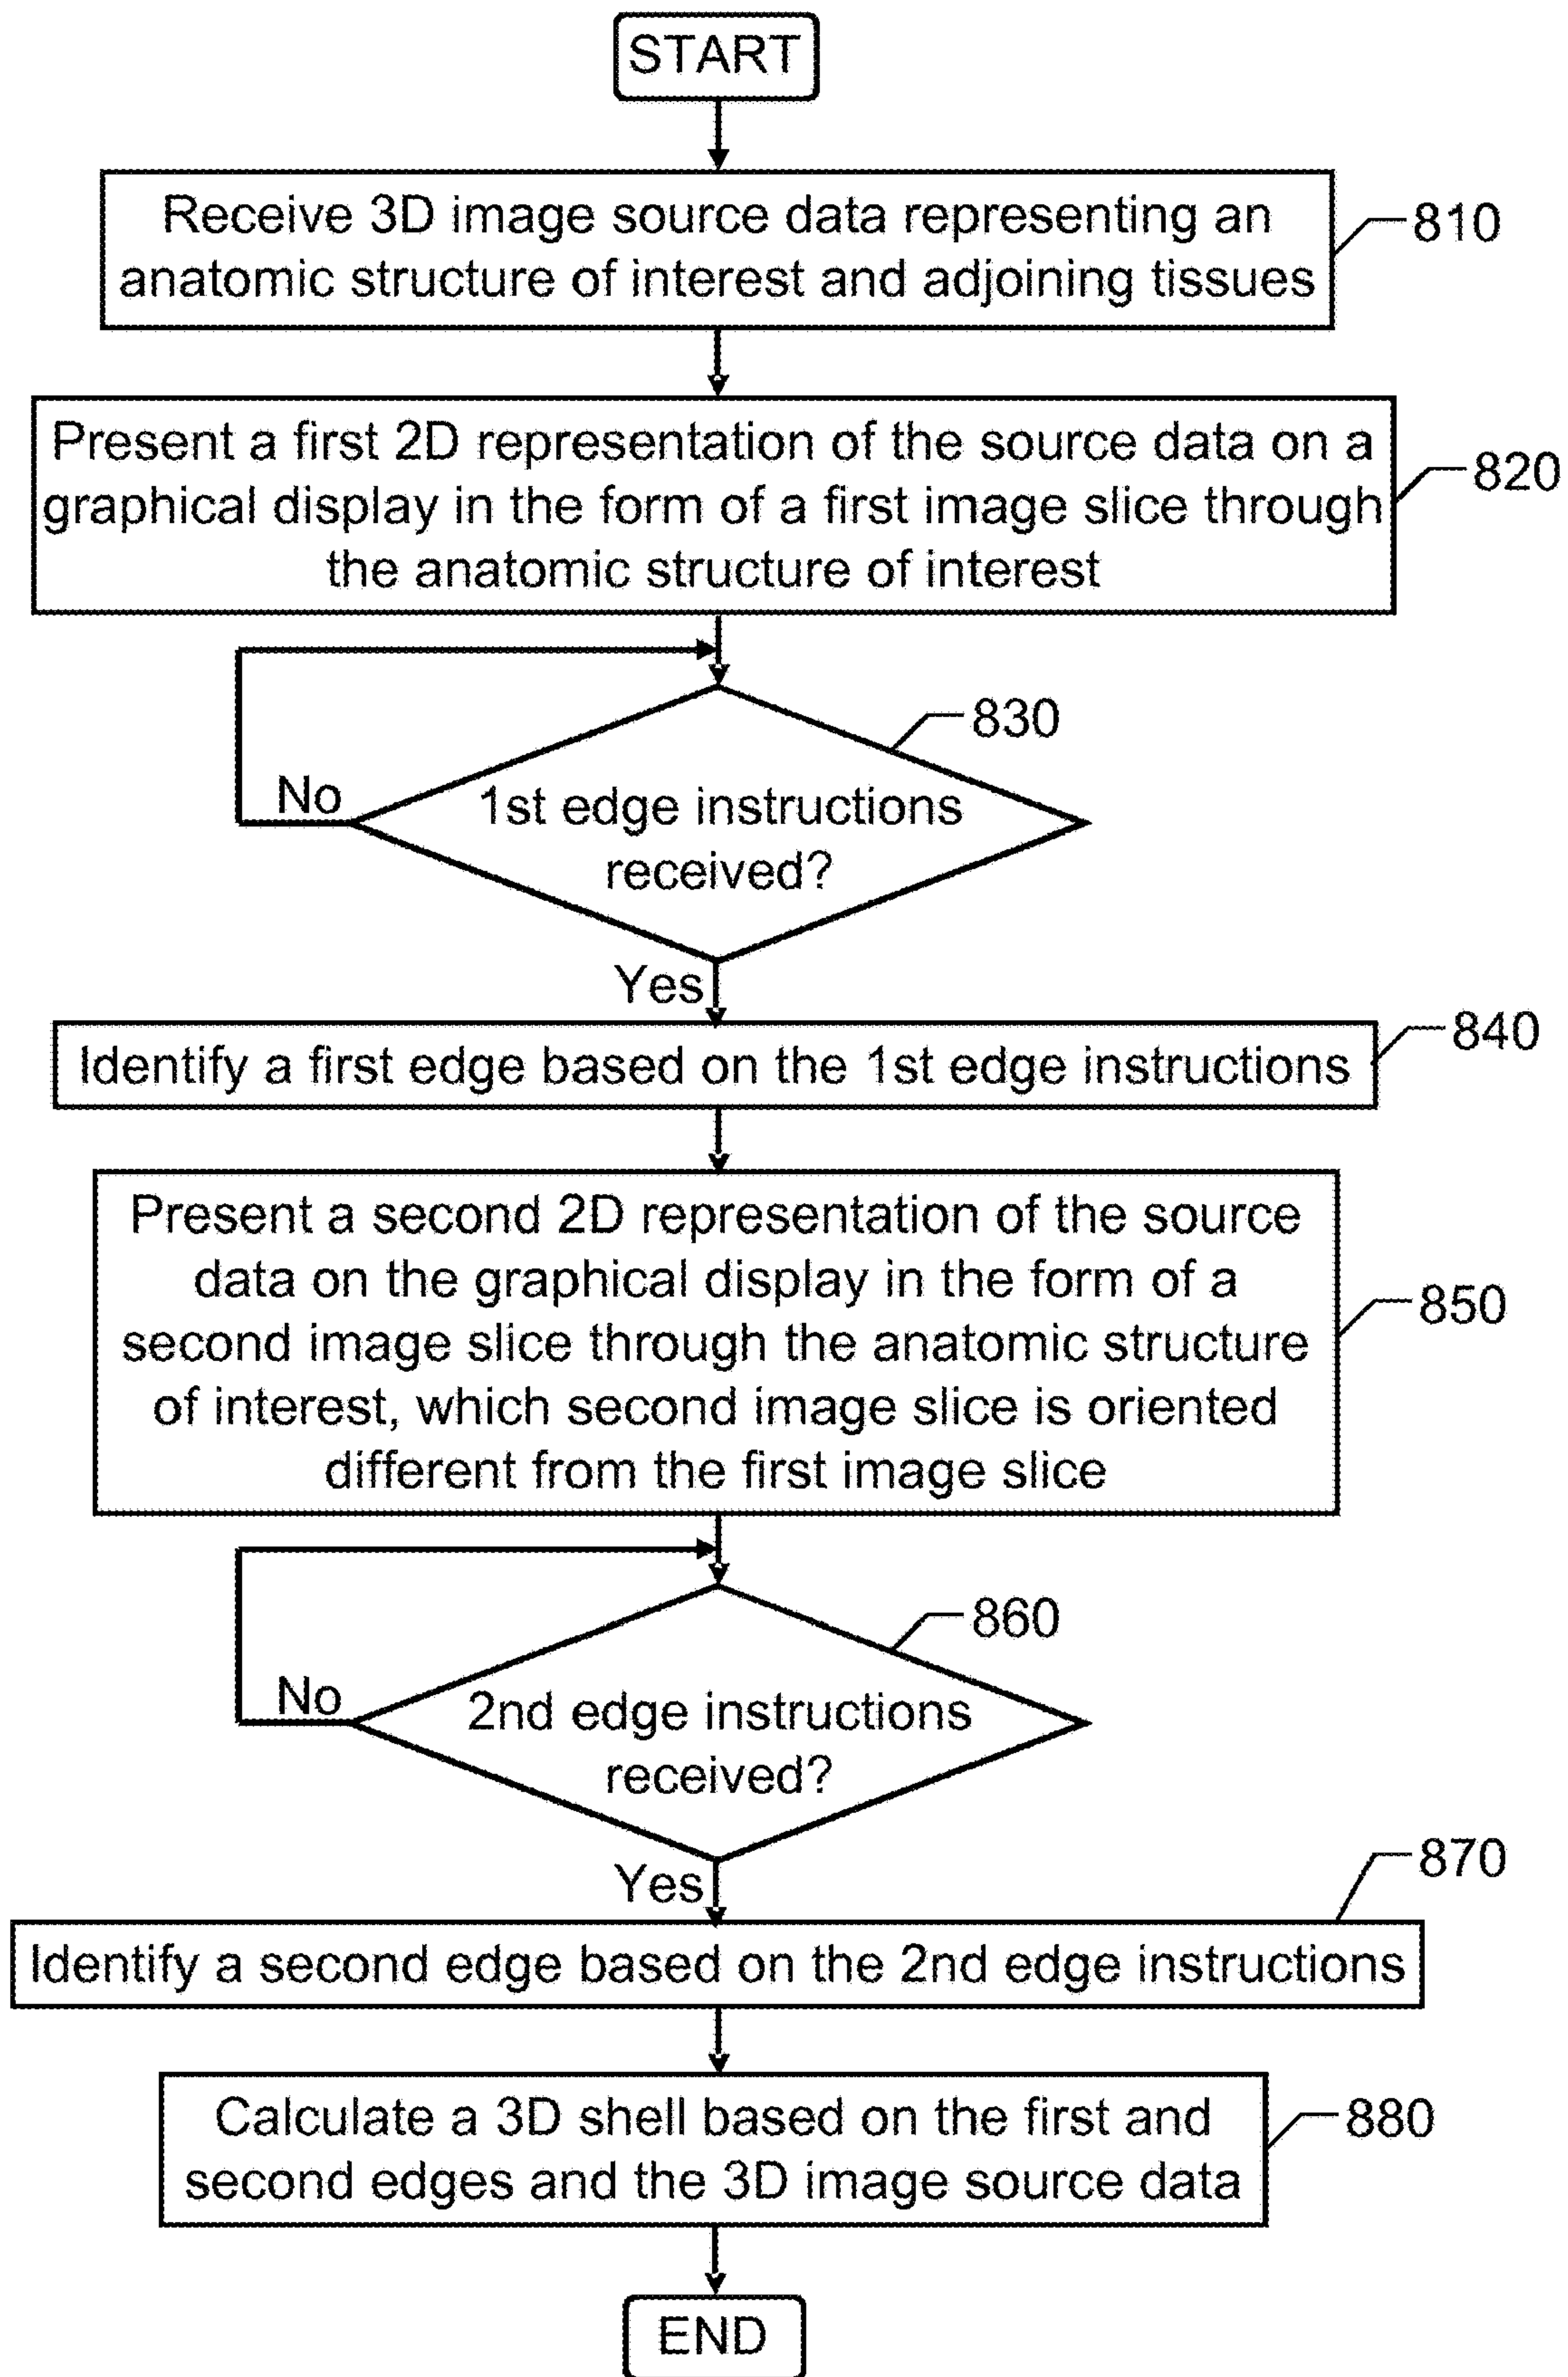 START
Receive 3D image source data representing an
anatomic structure of interest and adjoining tissues
810
Present a first 2D representation of the source data on a
graphical display in the form of a first image slice through
the anatomic structure of interest
820
830
No
1st edge instructions
received?
Yes
840
Identify a first edge based on the 1st edge instructions
Present a second 2D representation of the source
data on the graphical display in the form of a
second image slice through the anatomic structure
of interest, which second image slice is oriented
different from the first image slice
850
860
No
2nd edge instructions
received?
Yes
870
Identify a second edge based on the 2nd edge instructions
Calculate a 3D shell based on the first and
second edges and the 3D image source data
880
END